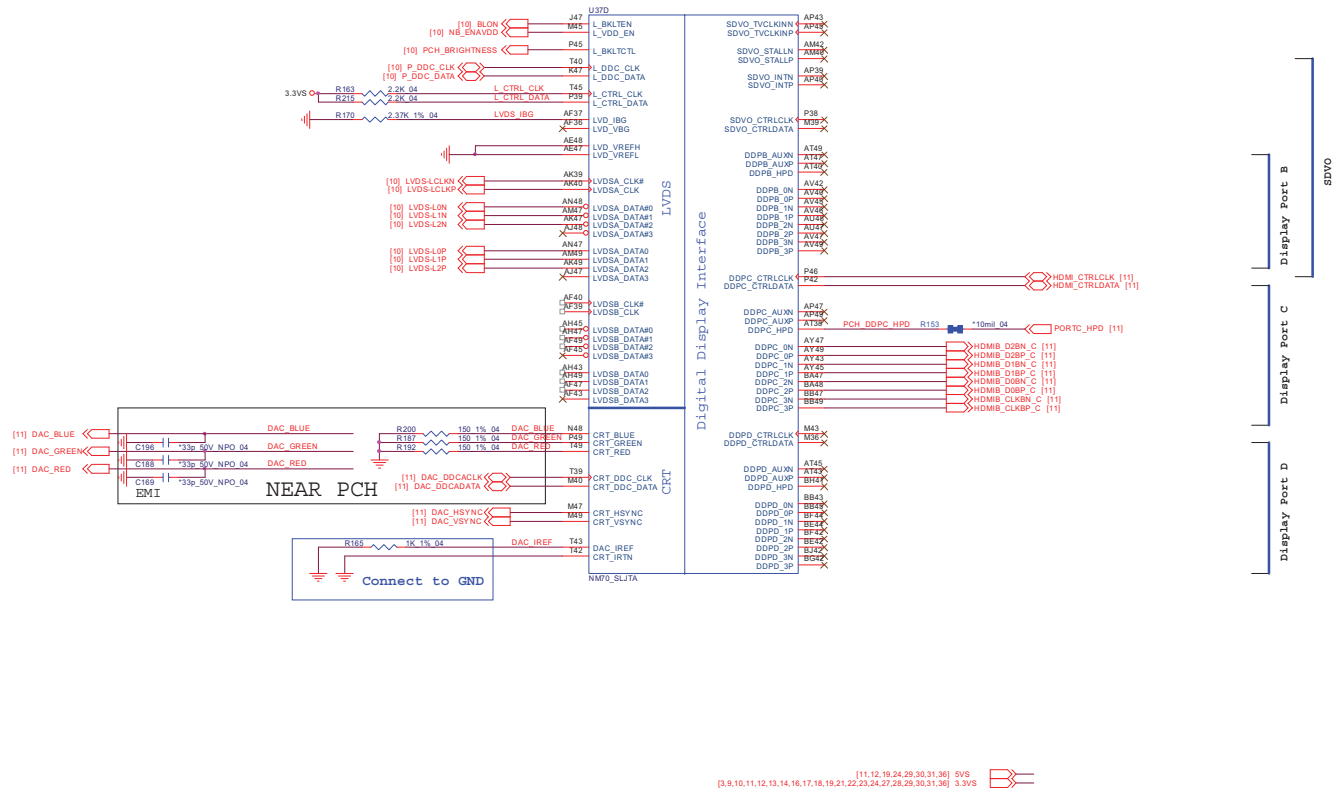 U37D
[10] BLON J47 L_BKLTEN
[10] NB_ENAVDD M45 L_VDD_EN
[10] PCH_BRIGHTNESS P45 L_BKLTCTL
[10] P_DDC_CLK T40 L_DDC_CLK
[10] P_DDC_DATA K47 L_DDC_DATA
3.3VS R163 2.2K_04 L_CTRL_CLK T45 L_CTRL_CLK
R215 2.2K_04 L_CTRL_DATA P39 L_CTRL_DATA
R170 2.37K_1%_04 LVDS_IBG AF37 LVD_IBG
AF36 LVD_VBG
AE48 LVD_VREFH
AE47 LVD_VREFL
[10] LVDS-LCLKN AK39 LVDSA_CLK#
[10] LVDS-LCLKP AK40 LVDSA_CLK
[10] LVDS-L0N AN48 LVDSA_DATA#0
[10] LVDS-L1N AM47 LVDSA_DATA#1
[10] LVDS-L2N AK47 LVDSA_DATA#2
AJ48 LVDSA_DATA#3
[10] LVDS-L0P AN47 LVDSA_DATA0
[10] LVDS-L1P AM49 LVDSA_DATA1
[10] LVDS-L2P AK49 LVDSA_DATA2
AJ47 LVDSA_DATA3
AF40 LVDSB_CLK#
AF39 LVDSB_CLK
AH45 LVDSB_DATA#0
AH47 LVDSB_DATA#1
AF49 LVDSB_DATA#2
AF45 LVDSB_DATA#3
AH43 LVDSB_DATA0
AH49 LVDSB_DATA1
AF47 LVDSB_DATA2
AF43 LVDSB_DATA3
LVDS
[11] DAC_BLUE DAC_BLUE
C196 *33p_50V_NPO_04
[11] DAC_GREEN DAC_GREEN
C188 *33p_50V_NPO_04
[11] DAC_RED DAC_RED
C169 *33p_50V_NPO_04
EMI
NEAR PCH
R200 150_1%_04 DAC_BLUE N48 CRT_BLUE
R187 150_1%_04 DAC_GREEN P49 CRT_GREEN
R192 150_1%_04 DAC_RED T49 CRT_RED
[11] DAC_DDCACLK T39 CRT_DDC_CLK
[11] DAC_DDCADATA M40 CRT_DDC_DATA
CRT
[11] DAC_HSYNC M47 CRT_HSYNC
[11] DAC_VSYNC M49 CRT_VSYNC
R165 1K_1%_04 DAC_IREF T43 DAC_IREF
T42 CRT_IRTN
Connect to GND
NM70_SLJTA
Digital Display Interface
SDVO_TVCLKINN AP43
SDVO_TVCLKINP AP45
SDVO_STALLN AM42
SDVO_STALLP AM40
SDVO_INTN AP39
SDVO_INTP AP40
SDVO_CTRLCLK P38
SDVO_CTRLDATA M39
DDPB_AUXN AT49
DDPB_AUXP AT47
DDPB_HPD AT40
DDPB_0N AV42
DDPB_0P AV40
DDPB_1N AV45
DDPB_1P AV46
DDPB_2N AU48
DDPB_2P AU47
DDPB_3N AV47
DDPB_3P AV49
Display Port B
SDVO
DDPC_CTRLCLK P46 HDMI_CTRLCLK [11]
DDPC_CTRLDATA P42 HDMI_CTRLDATA [11]
DDPC_AUXN AP47
DDPC_AUXP AP49
DDPC_HPD AT38 PCH_DDPC_HPD R153 *10mil_04 PORTC_HPD [11]
DDPC_0N AY47 HDMIB_D2BN_C [11]
DDPC_0P AY49 HDMIB_D2BP_C [11]
DDPC_1N AY43 HDMIB_D1BN_C [11]
DDPC_1P AY45 HDMIB_D1BP_C [11]
DDPC_2N BA47 HDMIB_D0BN_C [11]
DDPC_2P BA48 HDMIB_D0BP_C [11]
DDPC_3N BB47 HDMIB_CLKBN_C [11]
DDPC_3P BB49 HDMIB_CLKBP_C [11]
Display Port C
DDPD_CTRLCLK M43
DDPD_CTRLDATA M36
DDPD_AUXN AT45
DDPD_AUXP AT43
DDPD_HPD BH41
DDPD_0N BB43
DDPD_0P BB45
DDPD_1N BF44
DDPD_1P BE44
DDPD_2N BF42
DDPD_2P BE42
DDPD_3N BJ42
DDPD_3P BG42
Display Port D
[11,12,19,24,29,30,31,36] 5VS
[3,9,10,11,12,13,14,16,17,18,19,21,22,23,24,27,28,29,30,31,36] 3.3VS